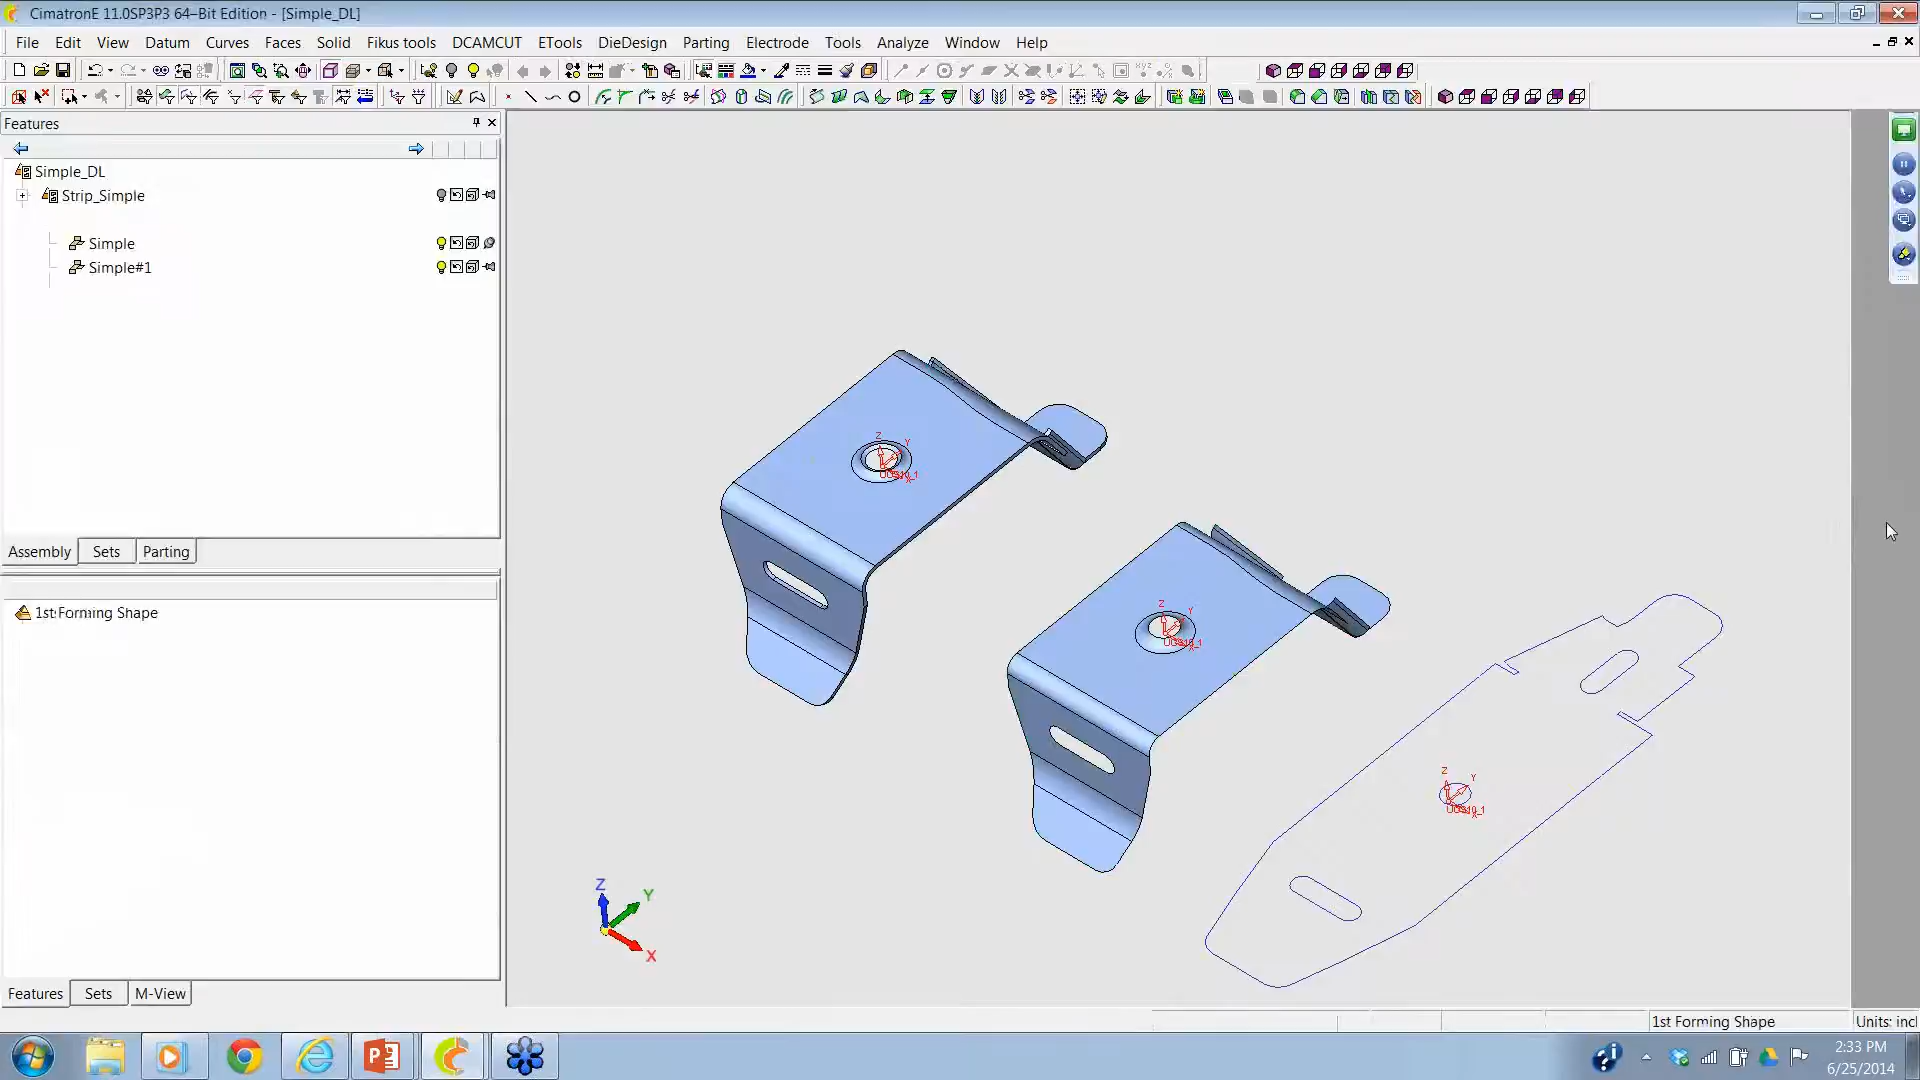 CimatronE 11.0SP3P3 64-Bit Edition - [Simple_DL]
File Edit View Datum Curves Faces Solid Fikus tools DCAMCUT ETools DieDesign Parting Electrode Tools Analyze Window Help
Features
Simple_DL
Strip_Simple
Simple
Simple#1
Assembly Sets Parting
1st Forming Shape
Features Sets M-View
Z Y
Z Y
Z Y
Z Y X
1st Forming Shape Units: incl
2:33 PM
6/25/2014